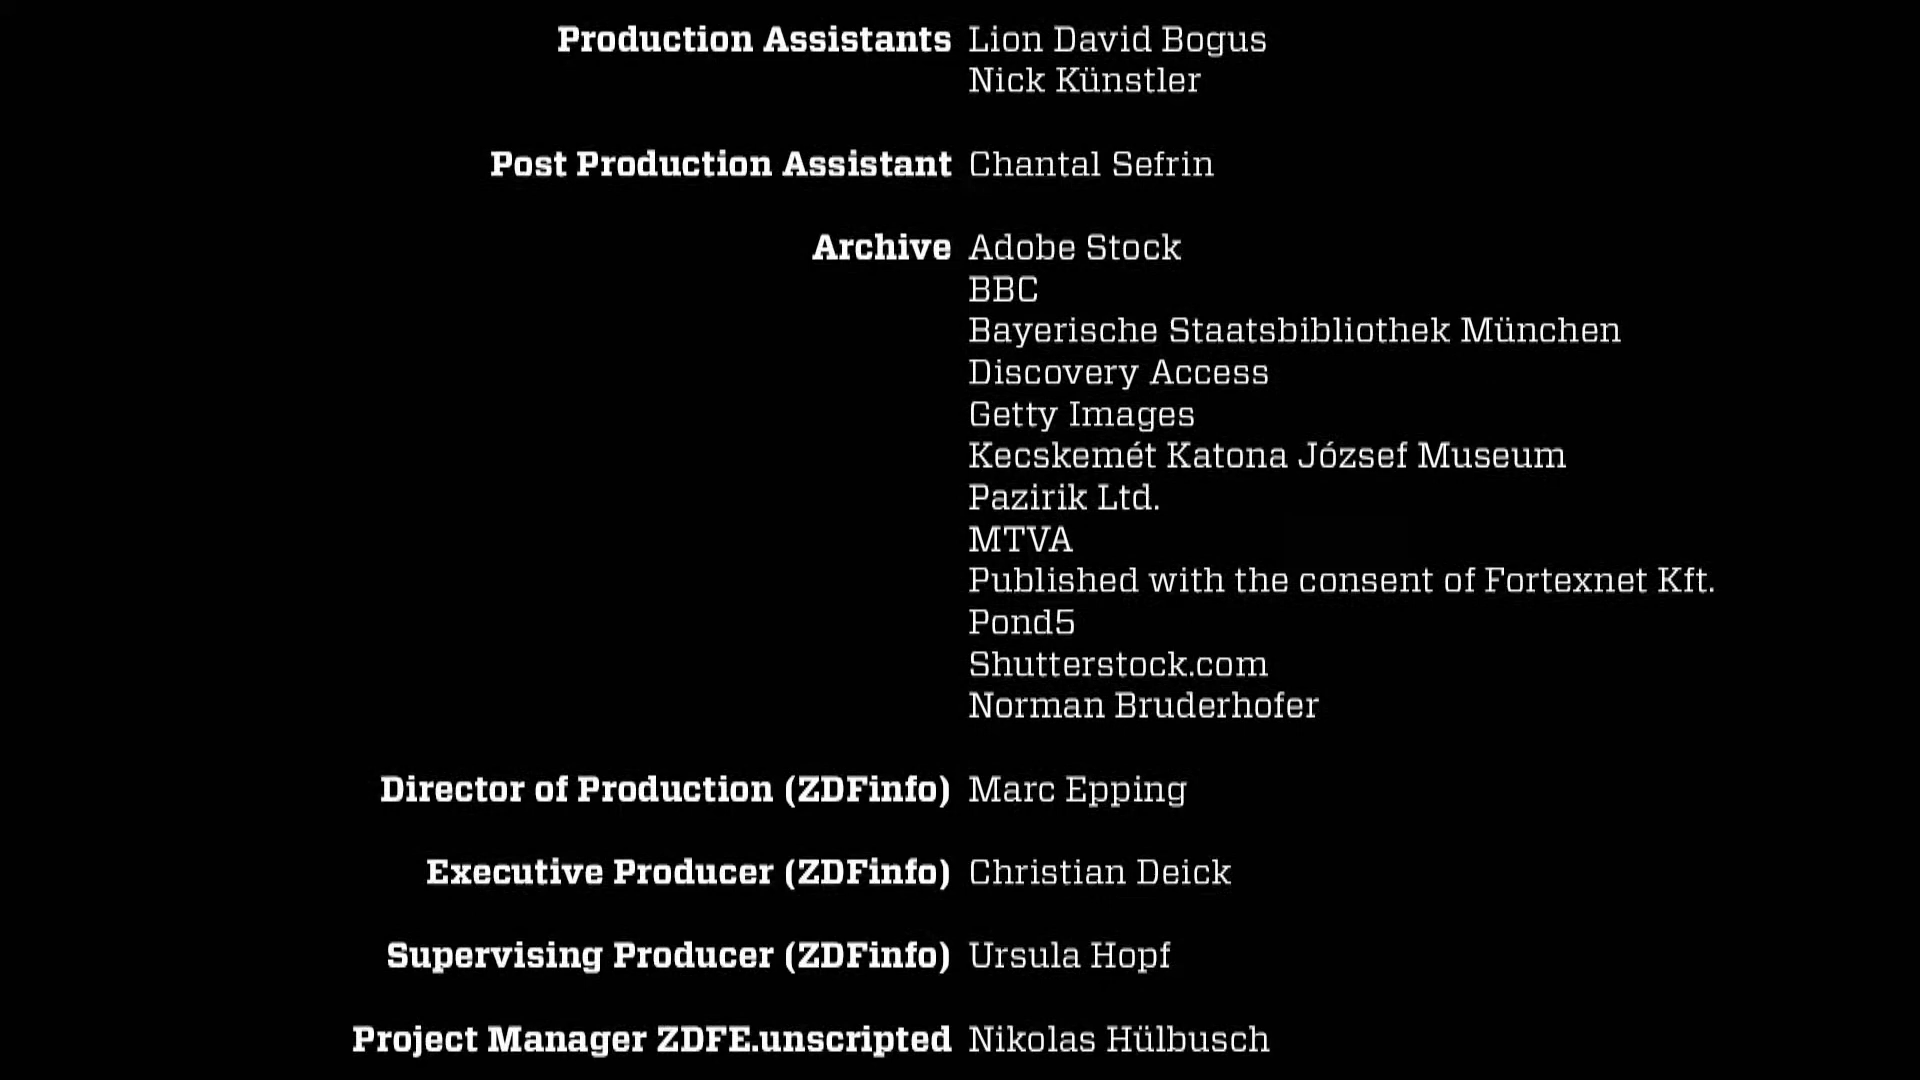 Production Assistants Lion David Bogus
Nick Künstler
Post Production Assistant Chantal Sefrin
Archive Adobe Stock
BBC
Bayerische Staatsbibliothek München
Discovery Access
Getty Images
Kecskemét Katona József Museum
Pazirik Ltd.
MTVA
Published with the consent of Fortexnet Kft.
Pond5
Shutterstock.com
Norman Bruderhofer
Director of Production (ZDFinfo) Marc Epping
Executive Producer (ZDFinfo) Christian Deick
Supervising Producer (ZDFinfo) Ursula Hopf
Project Manager ZDFE.unscripted Nikolas Hülbusch